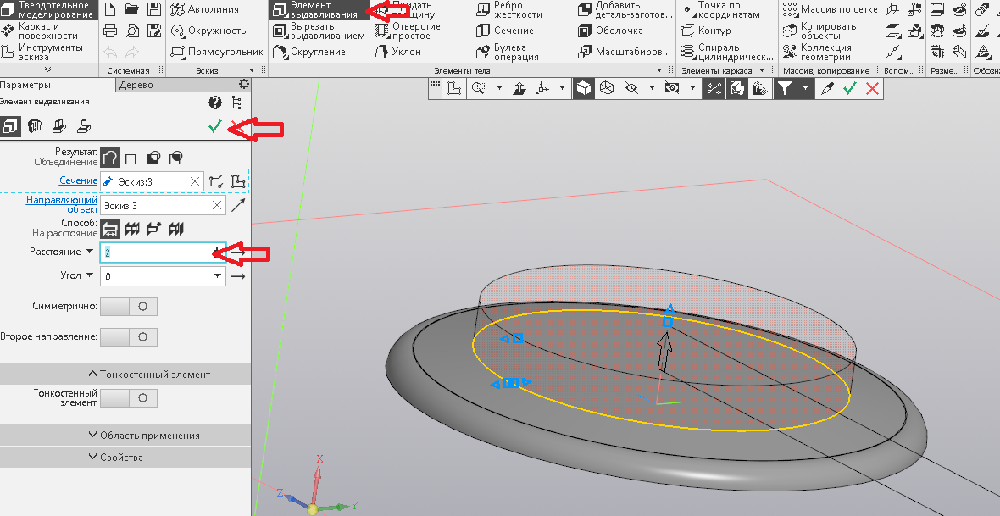 Твердотельное моделирование
Каркас и поверхности
Инструменты эскиза
Автолиния
Окружность
Прямоугольник
Элемент выдавливания
Вырезать выдавливанием
Скругление
Придать
Отверстие простое
Уклон
Ребро жесткости
Сечение
Булева операция
Добавить деталь-заготов...
Оболочка
Масштабиров...
Точка по координатам
Контур
Спираль цилиндрическ...
Массив по сетке
Копировать объекты
Коллекция геометрии
Системная
Эскиз
Элементы тела
Элементы каркаса
Массив, копирование
Вспом...
Разме...
Обозна
Параметры
Дерево
Элемент выдавливания
Результат:
Объединение
Сечение
Эскиз:3
Направляющий
объект
Эскиз:3
Способ:
На расстояние
Расстояние
2
Угол
0
Симметрично:
Второе направление:
Тонкостенный элемент
Тонкостенный
элемент:
Область применения
Свойства
X
Z
Y